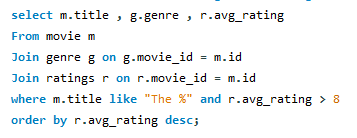 select m.title , g.genre , r.avg_rating
From movie m
Join genre g on g.movie_id = m.id
Join ratings r on r.movie_id = m.id
where m.title like "The %" and r.avg_rating > 8
order by r.avg_rating desc;